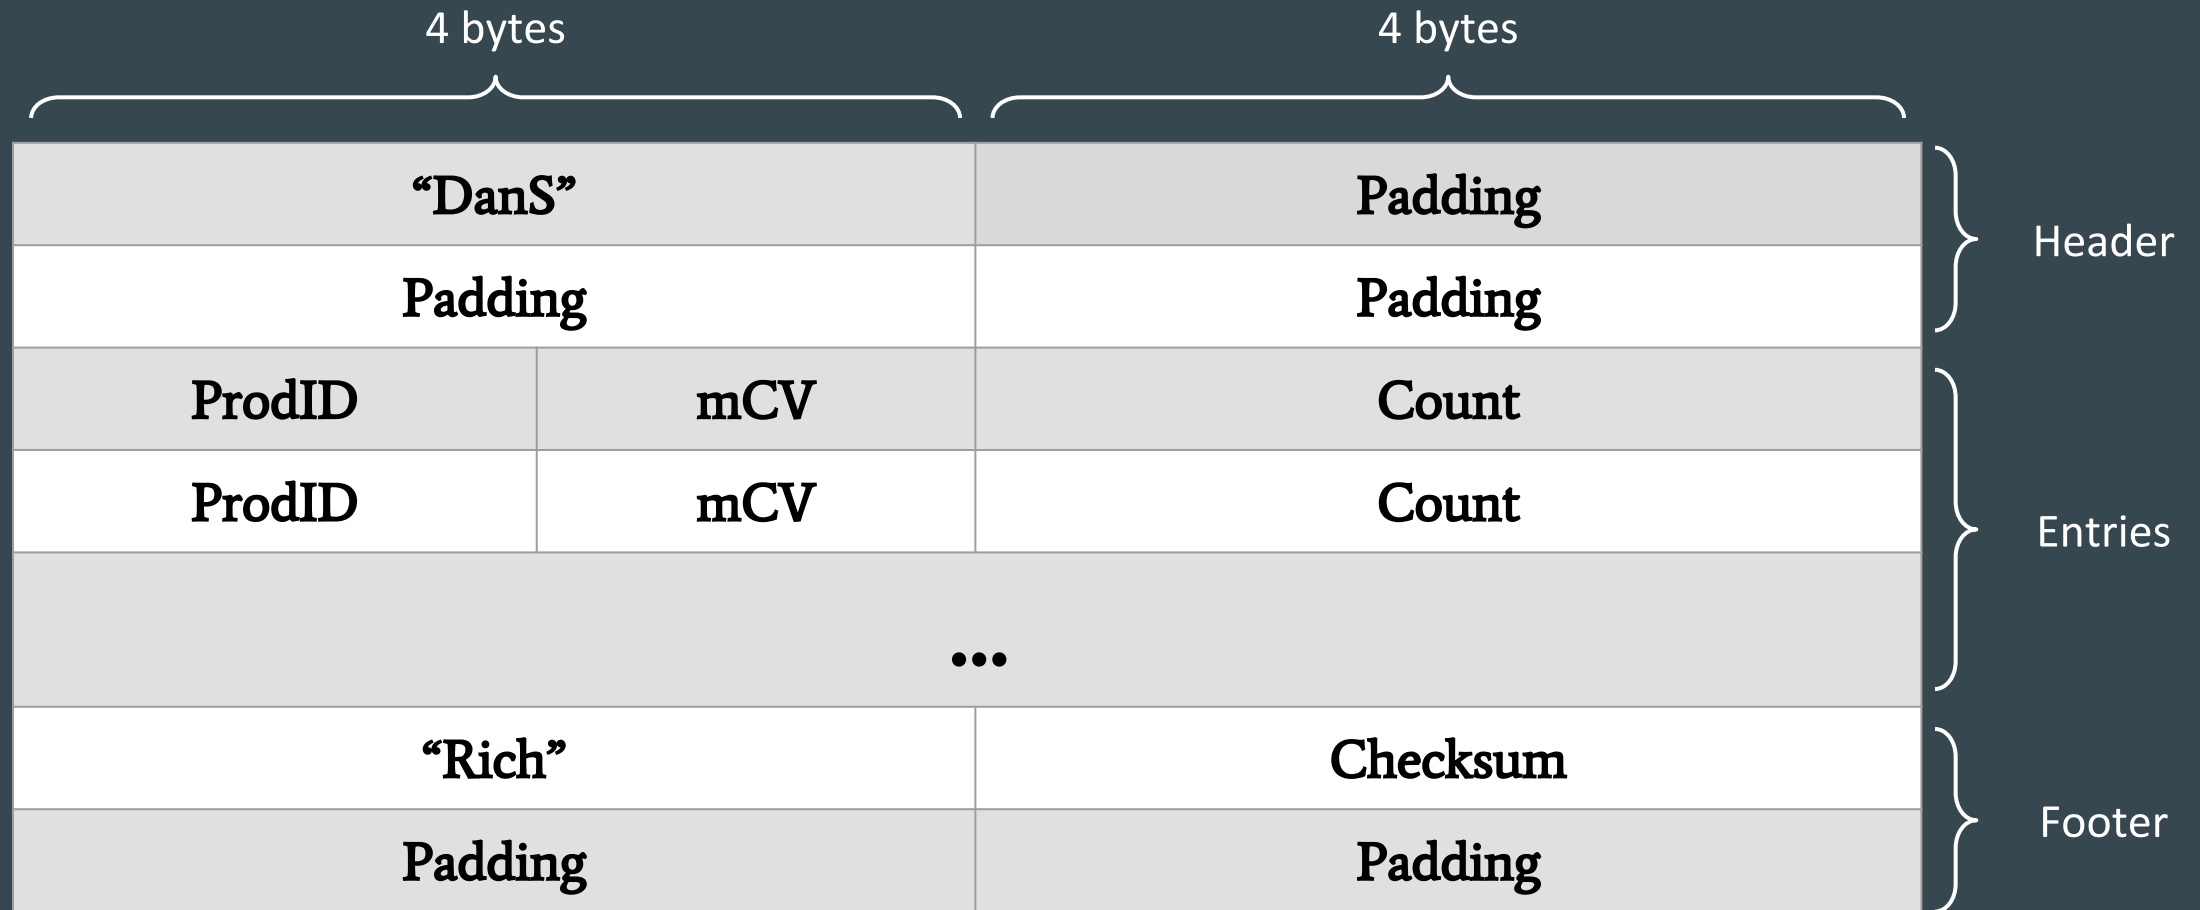 4 bytes 4 bytes
“DanS” Padding
Header
Padding Padding
ProdID mCV Count
ProdID mCV Count
Entries
...
“Rich” Checksum
Footer
Padding Padding